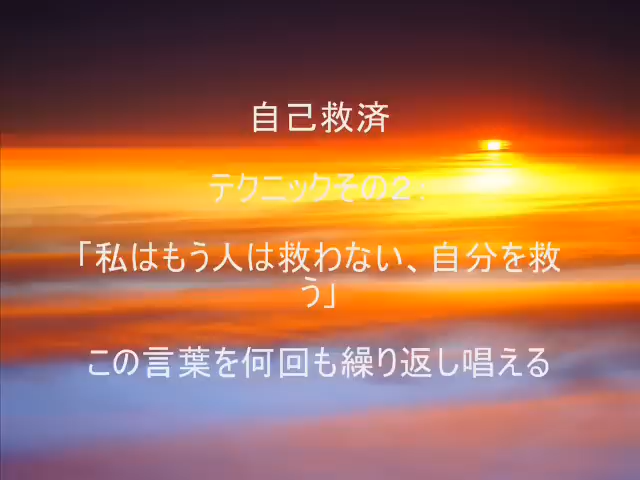 自己救済
テクニックその２：
「私はもう人は救わない、自分を救
う」
この言葉を何回も繰り返し唱える